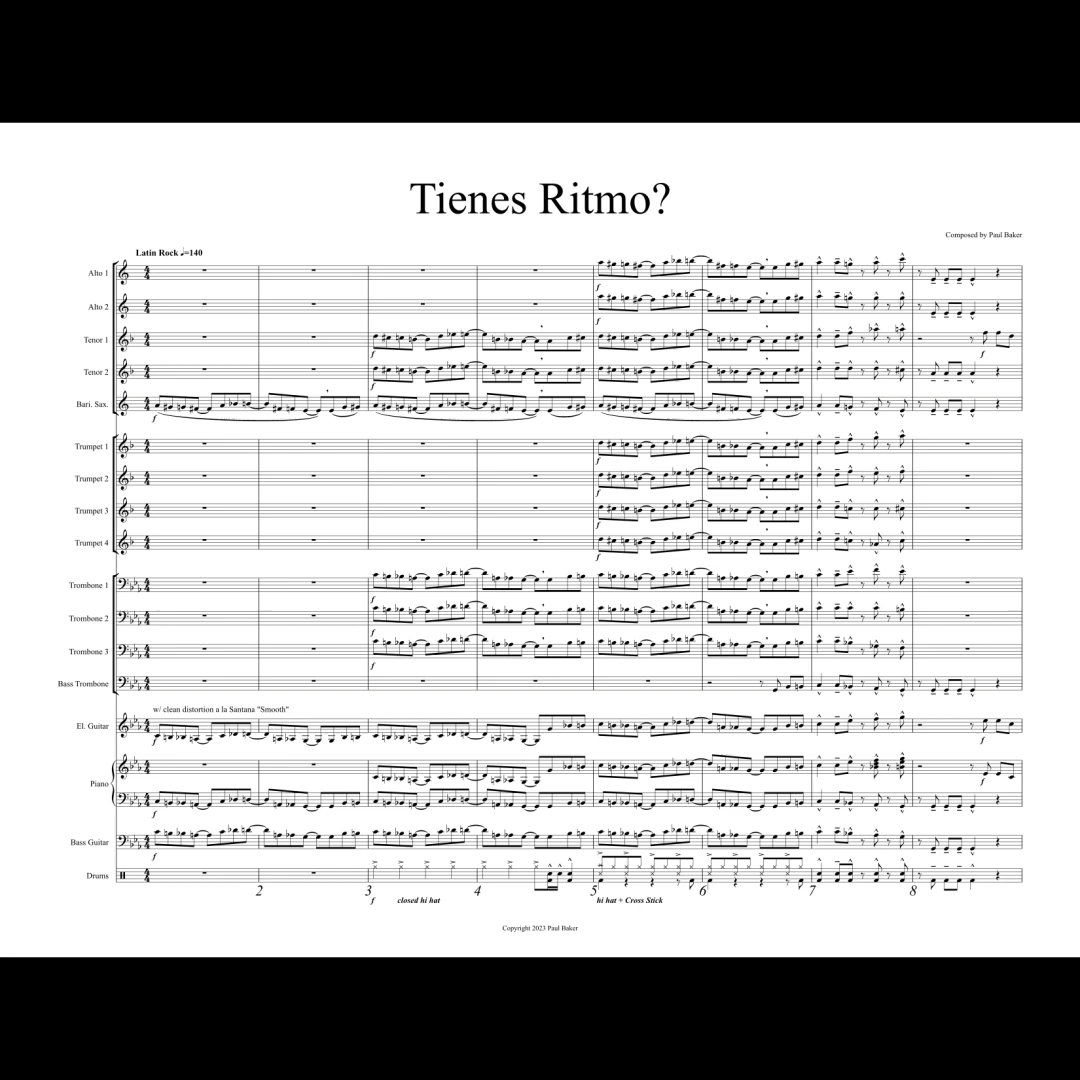 Tienes Ritmo?
Composed by Paul Baker
Latin Rock ♩=140
Alto 1
f
Alto 2
f
Tenor 1
f
f
Tenor 2
f
Bari. Sax.
f
Trumpet 1
f
Trumpet 2
f
Trumpet 3
f
Trumpet 4
f
Trombone 1
f
Trombone 2
f
Trombone 3
f
Bass Trombone
w/ clean distortion a la Santana "Smooth"
El. Guitar
f
f
Piano
f
f
Bass Guitar
f
Drums
2 3 4 5 6 7 8
f closed hi hat hi hat + Cross Stick
Copyright 2023 Paul Baker